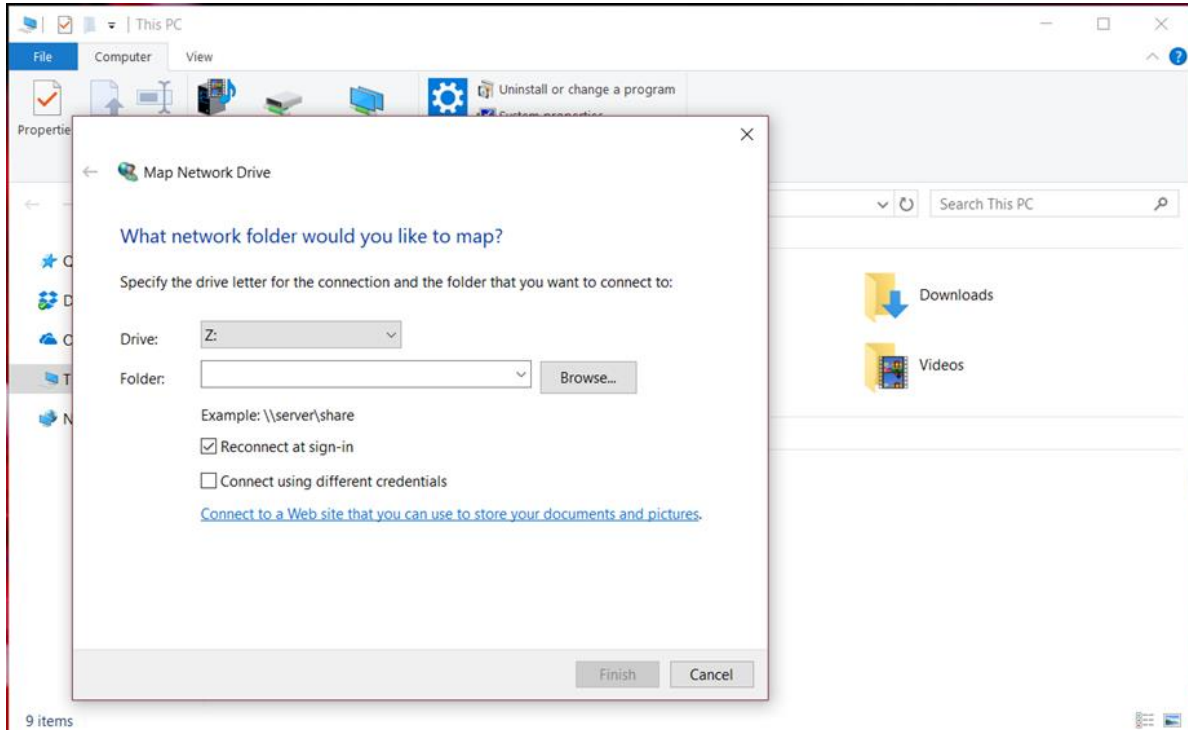 This PC
File Computer View
Uninstall or change a program
System properties
Map Network Drive
Search This PC
What network folder would you like to map?
Specify the drive letter for the connection and the folder that you want to connect to:
Downloads
Drive: Z:
Videos
Folder: Browse...
Example: \\server\share
Reconnect at sign-in
Connect using different credentials
Connect to a Web site that you can use to store your documents and pictures.
Finish Cancel
9 items